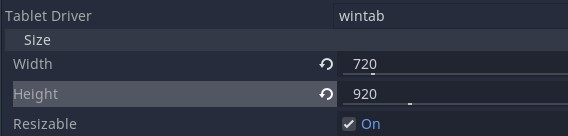 Tablet Driver wintab
Size
Width 720
Height 920
Resizable On